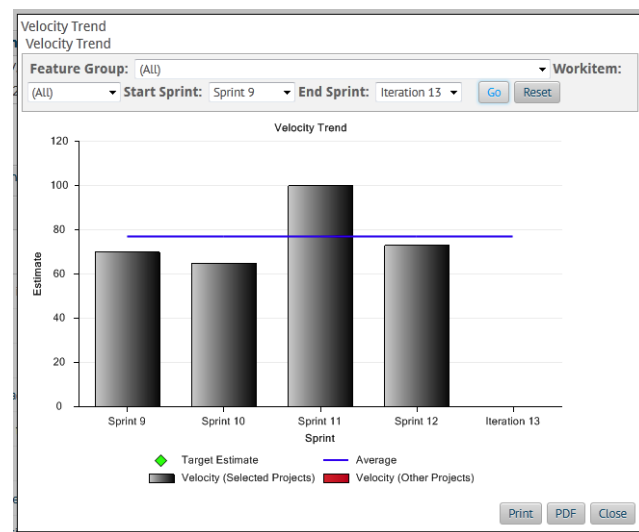 Velocity Trend
Velocity Trend
Feature Group: (All) Workitem:
(All) Start Sprint: Sprint 9 End Sprint: Iteration 13 Go Reset
Velocity Trend
120
100
80
60
40
20
0
Estimate
Sprint 9 Sprint 10 Sprint 11 Sprint 12 Iteration 13
Sprint
Target Estimate Average
Velocity (Selected Projects) Velocity (Other Projects)
Print PDF Close